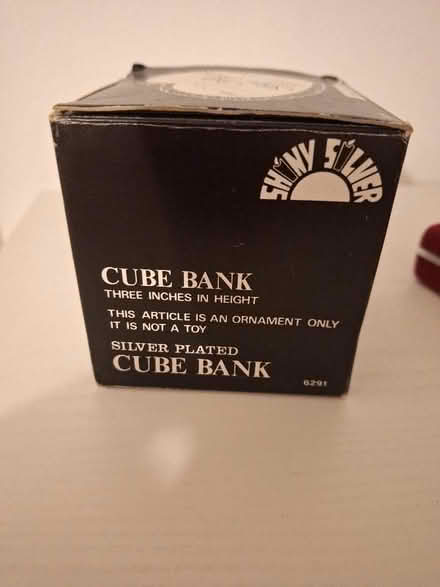 SHINY SILVER
CUBE BANK
THREE INCHES IN HEIGHT
THIS ARTICLE IS AN ORNAMENT ONLY
IT IS NOT A TOY
SILVER PLATED
CUBE BANK
6291